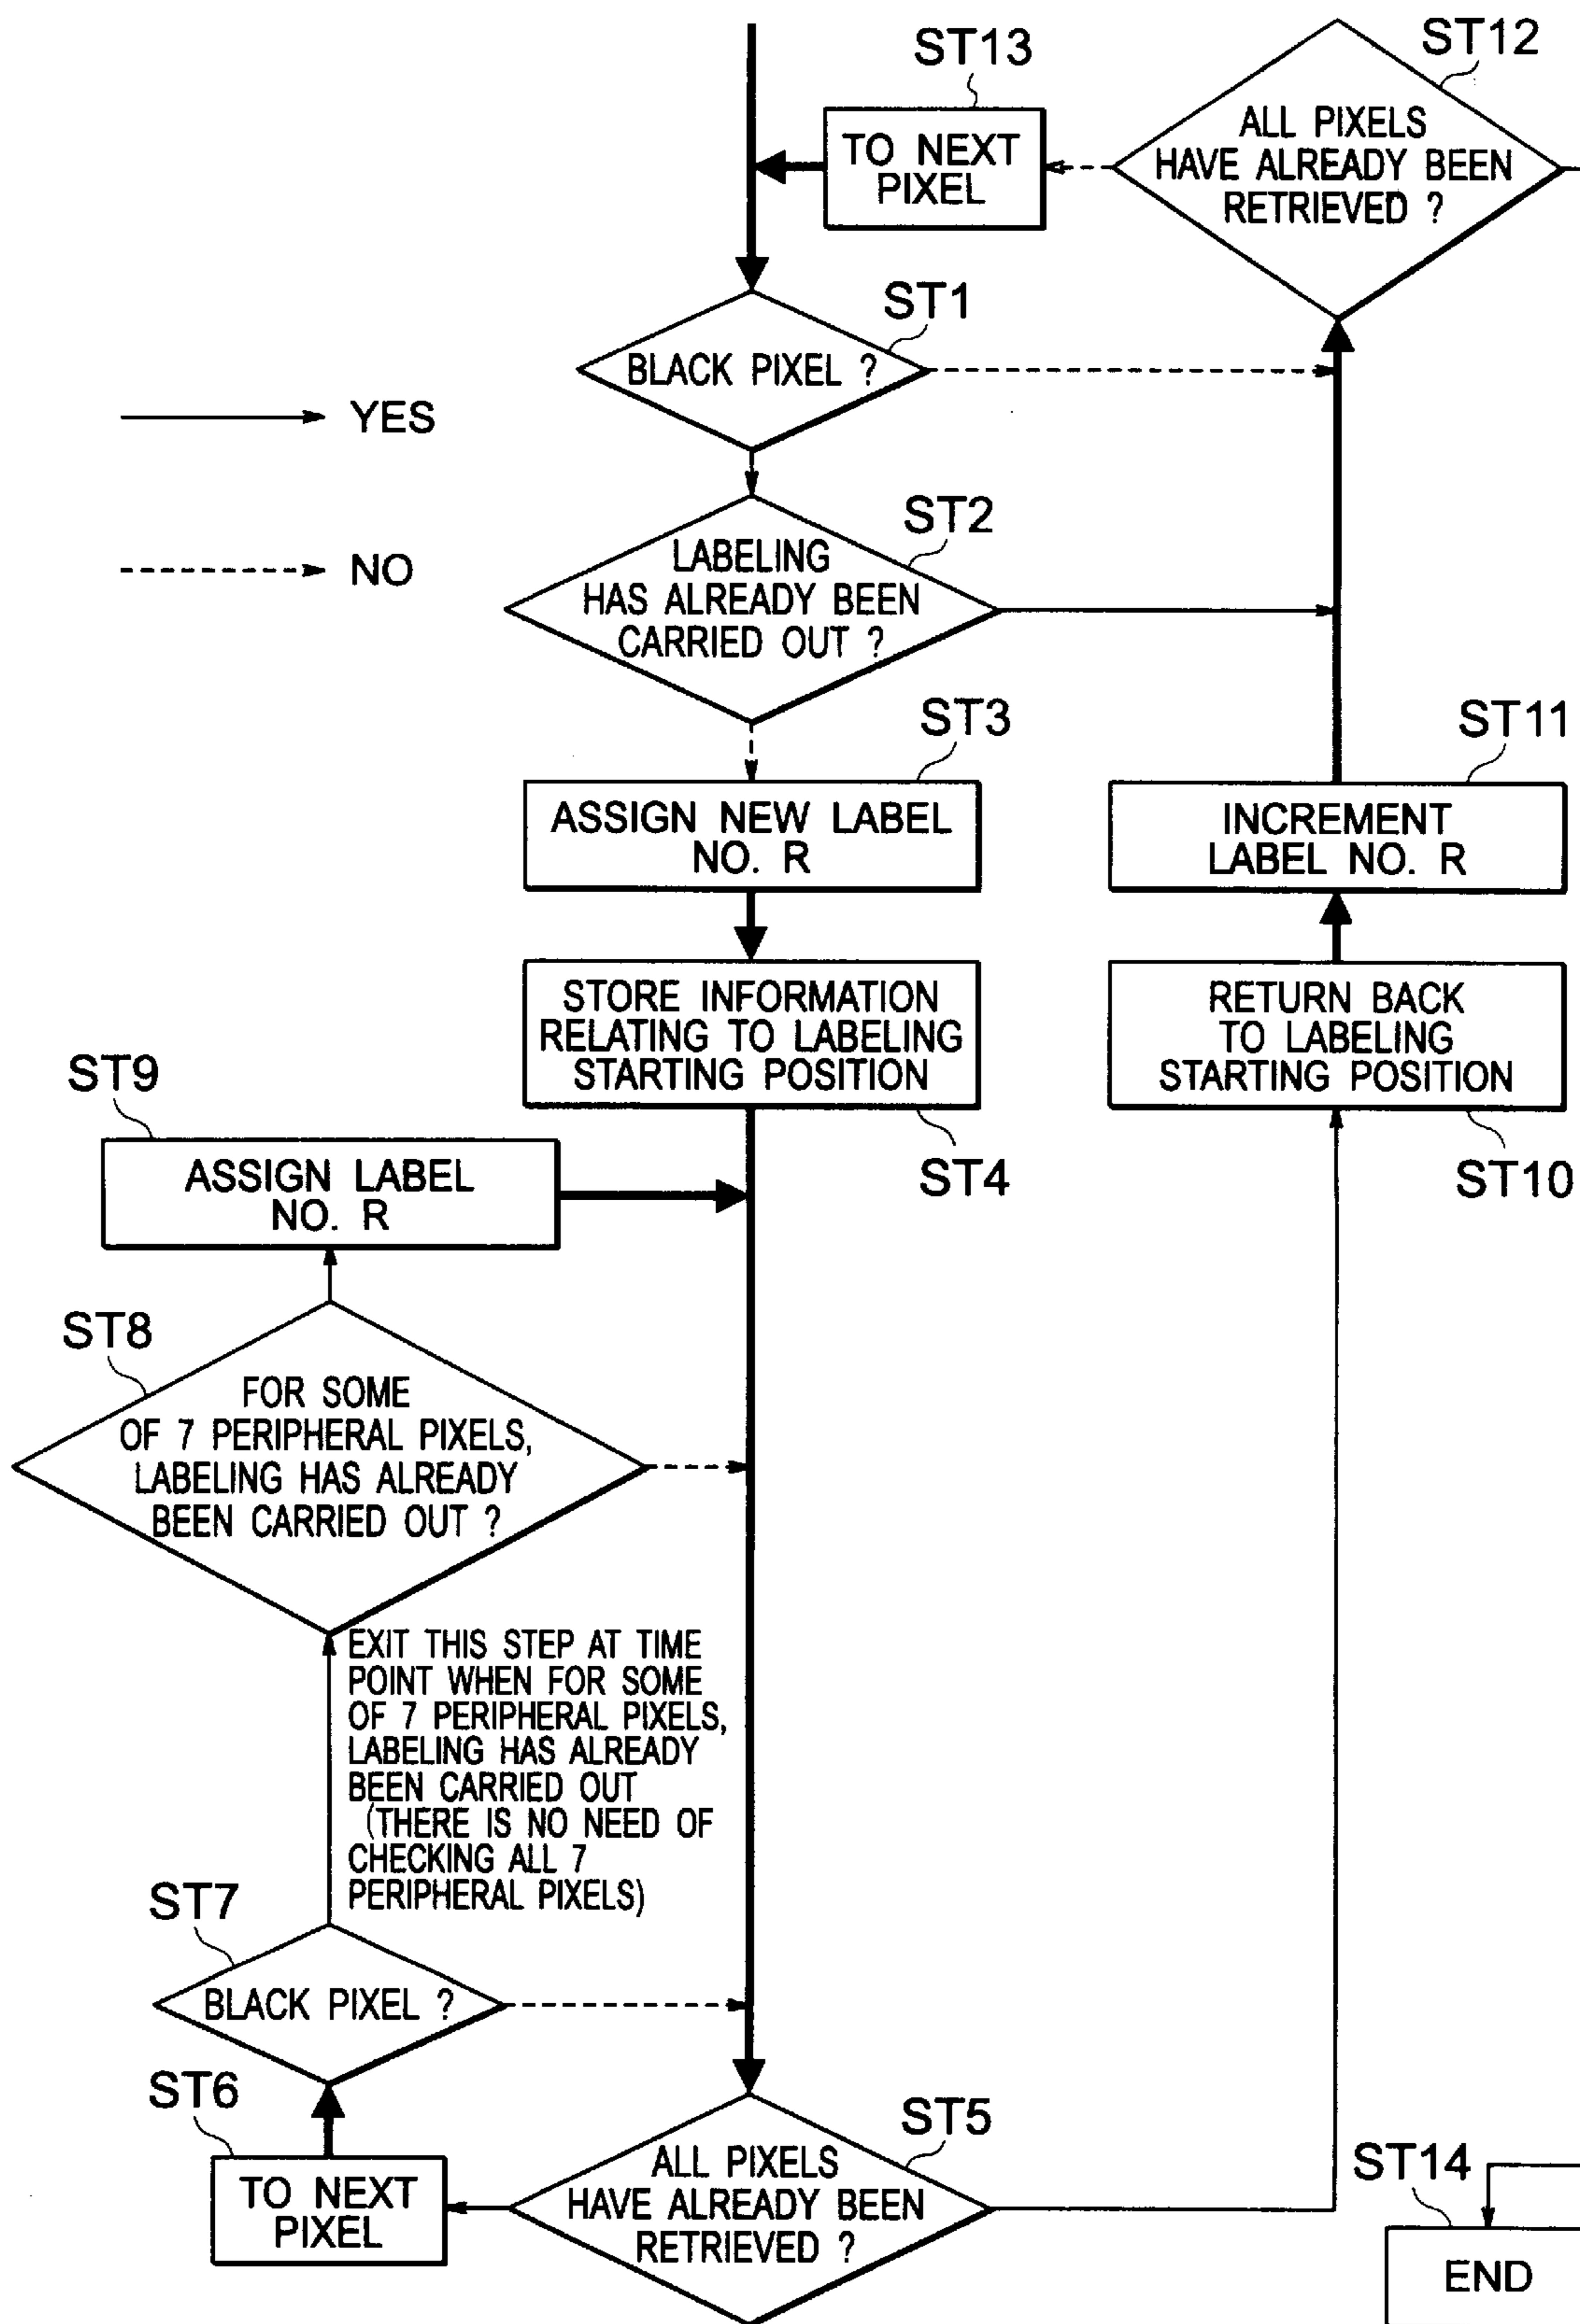 ST13
TO NEXT
PIXEL
ST12
ALL PIXELS
HAVE ALREADY BEEN
RETRIEVED ?
ST1
BLACK PIXEL ?
YES
NO
ST2
LABELING
HAS ALREADY BEEN
CARRIED OUT ?
ST3
ASSIGN NEW LABEL
NO. R
ST11
INCREMENT
LABEL NO. R
STORE INFORMATION
RELATING TO LABELING
STARTING POSITION
ST4
RETURN BACK
TO LABELING
STARTING POSITION
ST10
ST9
ASSIGN LABEL
NO. R
ST8
FOR SOME
OF 7 PERIPHERAL PIXELS,
LABELING HAS ALREADY
BEEN CARRIED OUT ?
EXIT THIS STEP AT TIME
POINT WHEN FOR SOME
OF 7 PERIPHERAL PIXELS,
LABELING HAS ALREADY
BEEN CARRIED OUT
(THERE IS NO NEED OF
CHECKING ALL 7
PERIPHERAL PIXELS)
ST7
BLACK PIXEL ?
ST6
TO NEXT
PIXEL
ST5
ALL PIXELS
HAVE ALREADY BEEN
RETRIEVED ?
ST14
END